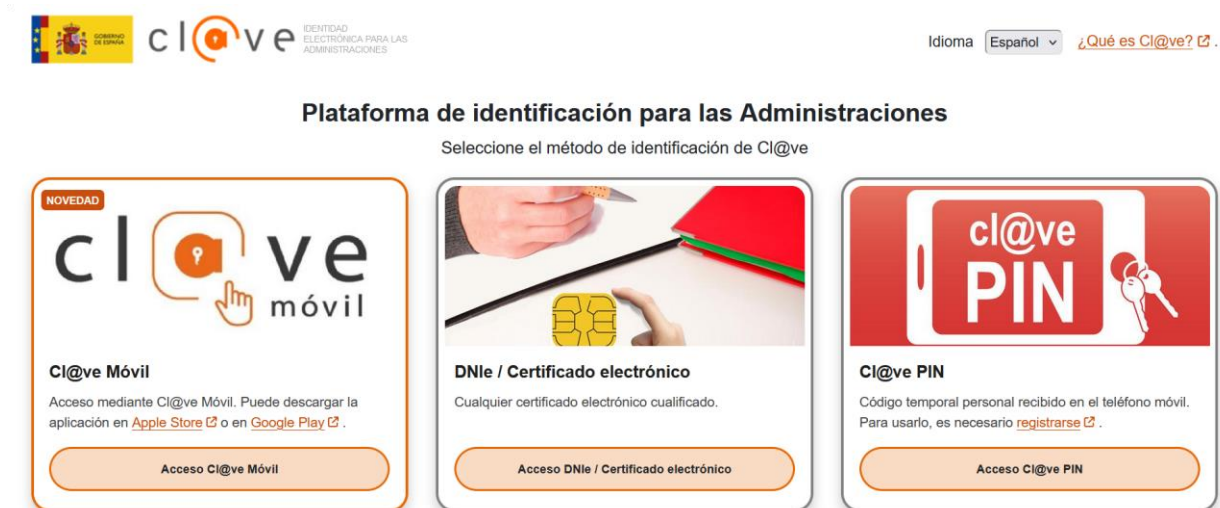 GOBIERNO
DE ESPAÑA
cl@ve
IDENTIDAD
ELECTRÓNICA PARA LAS
ADMINISTRACIONES
Idioma Español ¿Qué es Cl@ve? .
Plataforma de identificación para las Administraciones
Seleccione el método de identificación de Cl@ve
NOVEDAD
cl@ve
móvil
Cl@ve Móvil
Acceso mediante Cl@ve Móvil. Puede descargar la
aplicación en Apple Store o en Google Play .
Acceso Cl@ve Móvil
DNIe / Certificado electrónico
Cualquier certificado electrónico cualificado.
Acceso DNIe / Certificado electrónico
cl@ve
PIN
Cl@ve PIN
Código temporal personal recibido en el teléfono móvil.
Para usarlo, es necesario registrarse .
Acceso Cl@ve PIN